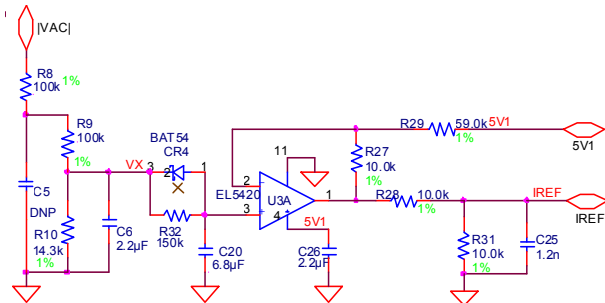 |VAC|
R8
100k
1%
R9
100k
1%
C5
DNP
R10
14.3k
1%
C6
2.2µF
VX
BAT54
CR4
3
2
1
R32
150k
C20
6.8µF
EL5420
U3A
2
3
11
4
1
5V1
C26
2.2µF
R27
10.0k
1%
R29
59.0k
1%
5V1
5V1
R28
10.0k
1%
IREF
IREF
R31
10.0k
1%
C25
1.2n